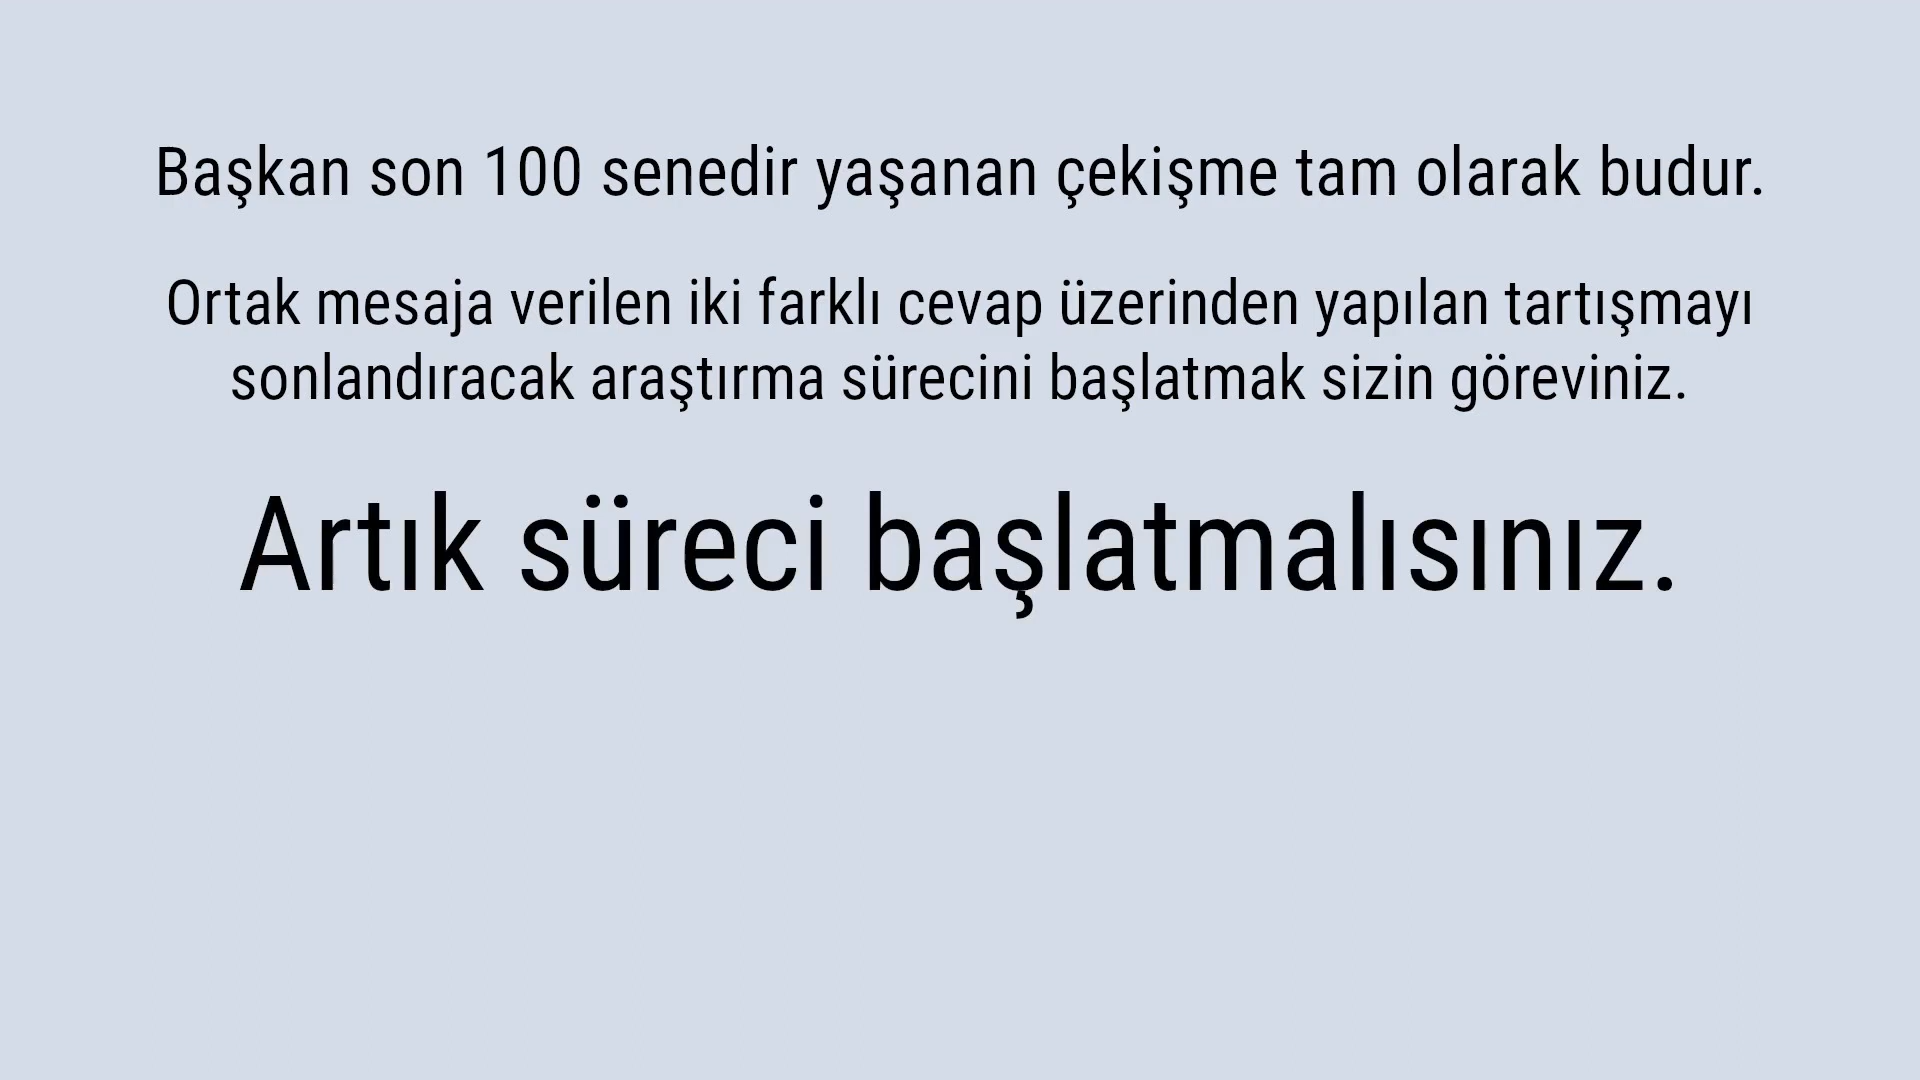 Başkan son 100 senedir yaşanan çekişme tam olarak budur.
Ortak mesaja verilen iki farklı cevap üzerinden yapılan tartışmayı
sonlandıracak araştırma sürecini başlatmak sizin göreviniz.
Artık süreci başlatmalısınız.